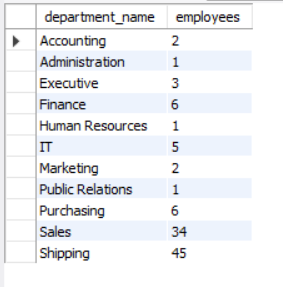 department_name employees
Accounting 2
Administration 1
Executive 3
Finance 6
Human Resources 1
IT 5
Marketing 2
Public Relations 1
Purchasing 6
Sales 34
Shipping 45